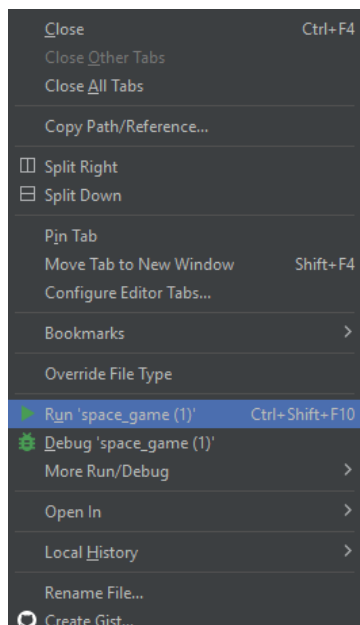 Close Ctrl+F4
Close Other Tabs
Close All Tabs
Copy Path/Reference...
Split Right
Split Down
Pin Tab
Move Tab to New Window Shift+F4
Configure Editor Tabs...
Bookmarks
Override File Type
Run 'space_game (1)' Ctrl+Shift+F10
Debug 'space_game (1)'
More Run/Debug
Open In
Local History
Rename File...
Create Gist...